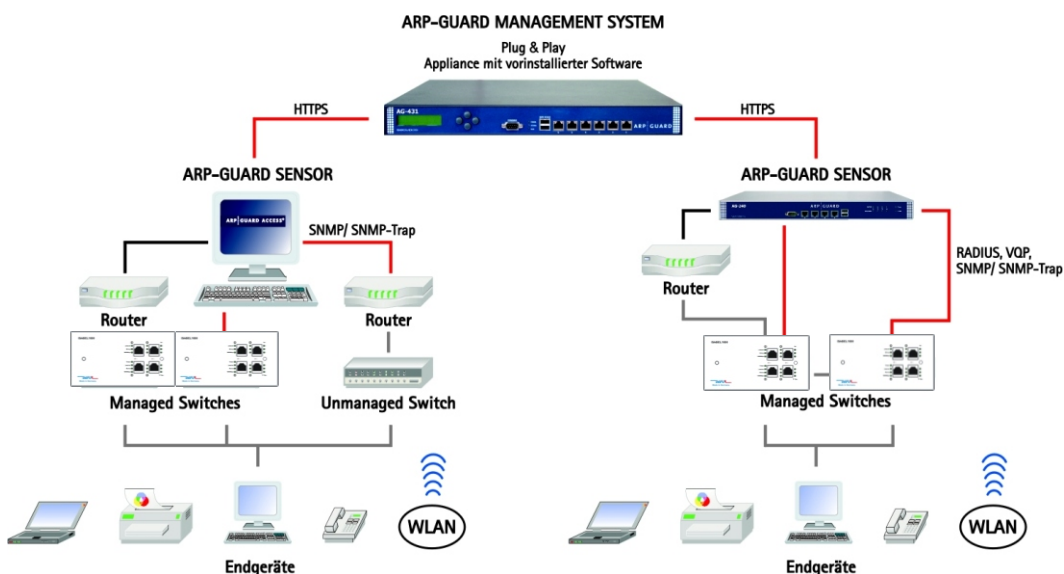 ARP-GUARD MANAGEMENT SYSTEM
Plug & Play
Appliance mit vorinstallierter Software
HTTPS
AG-431
ARP GUARD
HTTPS
ARP-GUARD SENSOR
ARP-GUARD SENSOR
ARP GUARD ACCESS
SNMP/ SNMP-Trap
ARP GUARD
RADIUS, VQP,
SNMP/ SNMP-Trap
Router
Router
Router
Managed Switches
Unmanaged Switch
Managed Switches
WLAN
WLAN
Endgeräte
Endgeräte